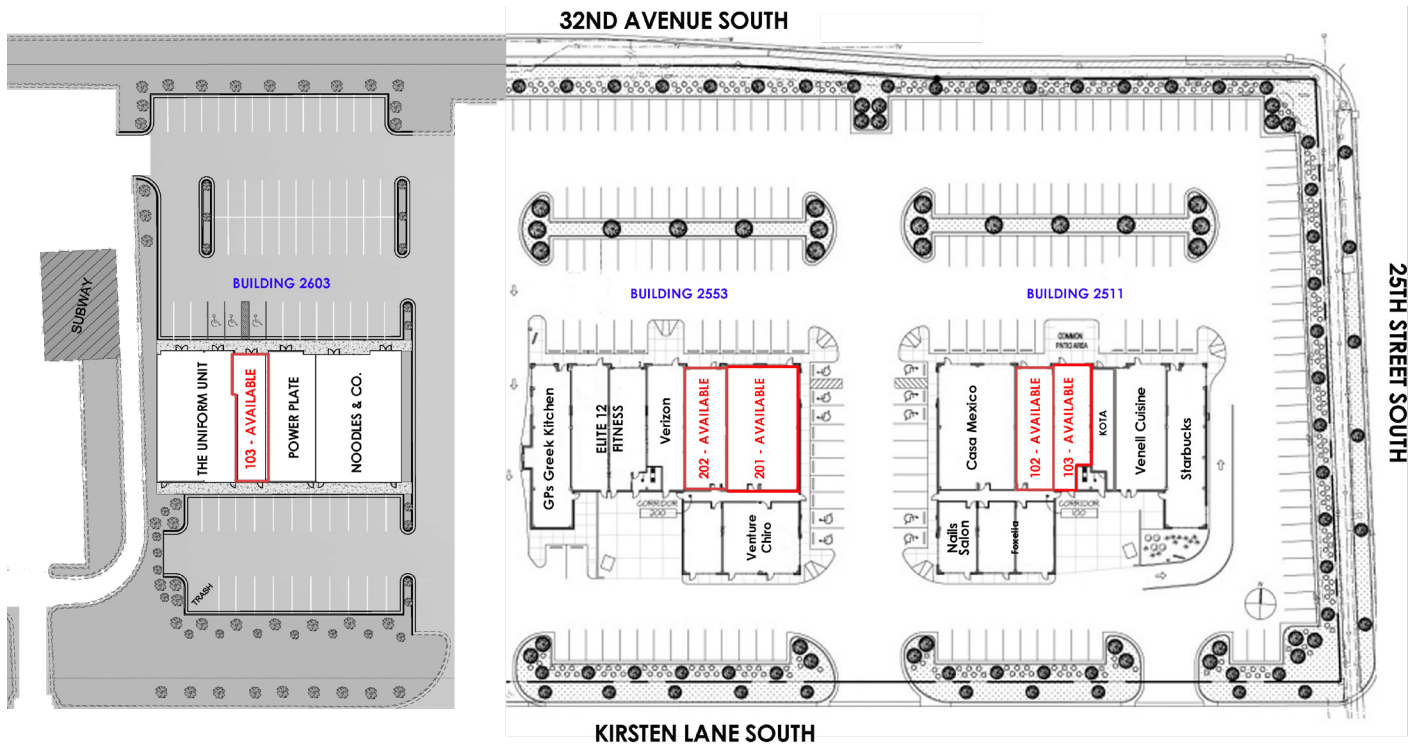 32ND AVENUE SOUTH
25TH STREET SOUTH
KIRSTEN LANE SOUTH
SUBWAY
BUILDING 2603
THE UNIFORM UNIT
103 - AVAILABLE
POWER PLATE
NOODLES & CO.
TRASH
BUILDING 2553
GPs Greek Kitchen
ELITE 12
FITNESS
Verizon
202 - AVAILABLE
201 - AVAILABLE
CORRIDOR
200
Venture
Chiro
BUILDING 2511
COMMON
PATIO AREA
Casa Mexico
102 - AVAILABLE
103 - AVAILABLE
KOTA
Venell Cuisine
Starbucks
CORRIDOR
100
Nails
Salon
Foxella
N